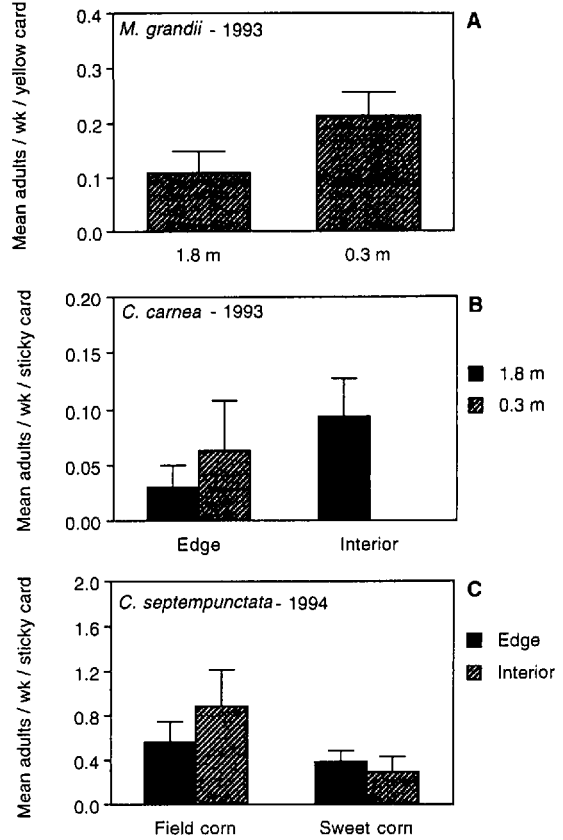 A
M. grandii - 1993
Mean adults / wk / yellow card
0.4
0.3
0.2
0.1
0.0
1.8 m 0.3 m
B
C. carnea - 1993
Mean adults / wk / sticky card
0.20
0.15
0.10
0.05
0.00
Edge Interior
1.8 m
0.3 m
C
C. septempunctata - 1994
Mean adults / wk / sticky card
2.0
1.6
1.2
0.8
0.4
0.0
Field corn Sweet corn
Edge
Interior